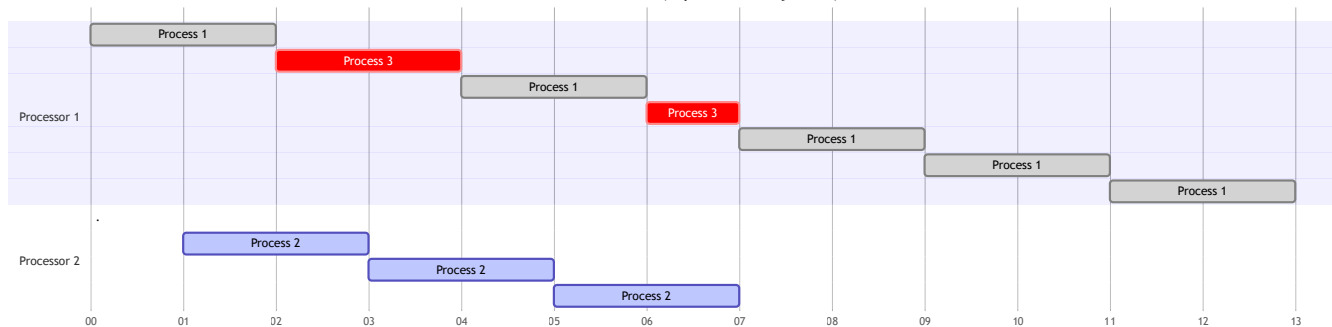 Process 1
Process 3
Process 1
Process 3
Processor 1
Process 1
Process 1
Process 1
Process 2
Processor 2
Process 2
Process 2
00 01 02 03 04 05 06 07 08 09 10 11 12 13